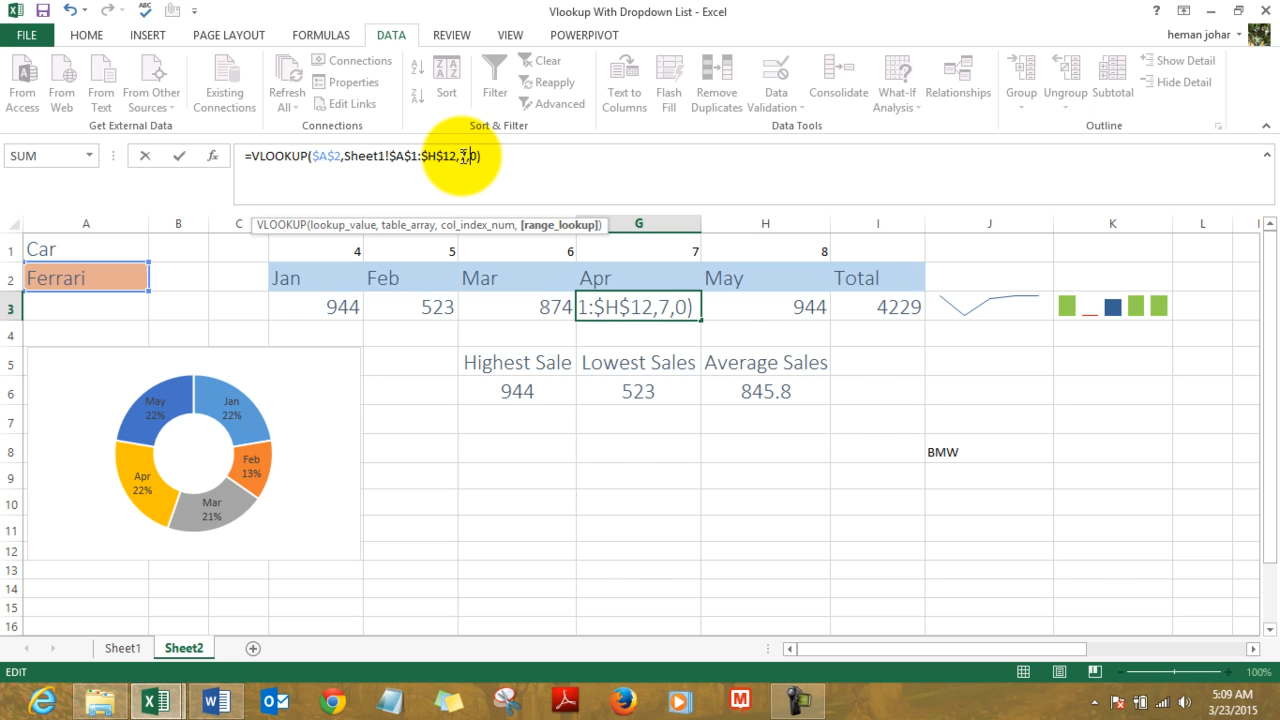 Vlookup With Dropdown List - Excel
FILE HOME INSERT PAGE LAYOUT FORMULAS DATA REVIEW VIEW POWERPIVOT heman johar
From Access
From Web
From Text
From Other Sources
Existing Connections
Get External Data
Refresh All
Connections
Properties
Edit Links
Connections
Sort
Filter
Clear
Reapply
Advanced
Sort & Filter
Text to Columns
Flash Fill
Remove Duplicates
Data Validation
Consolidate
What-If Analysis
Relationships
Data Tools
Group
Ungroup
Subtotal
Show Detail
Hide Detail
Outline
SUM =VLOOKUP($A$2,Sheet1!$A$1:$H$12,7,0)
VLOOKUP(lookup_value, table_array, col_index_num, [range_lookup])
A B C G H I J K L
1 Car 4 5 6 7 8
2 Ferrari Jan Feb Mar Apr May Total
3 944 523 874 1:$H$12,7,0) 944 4229
4
5 Highest Sale Lowest Sales Average Sales
6 944 523 845.8
7
8 BMW
9
10
11
12
13
14
15
16
Jan
22%
Feb
13%
Mar
21%
Apr
22%
May
22%
Sheet1 Sheet2
EDIT 100%
5:09 AM
3/23/2015